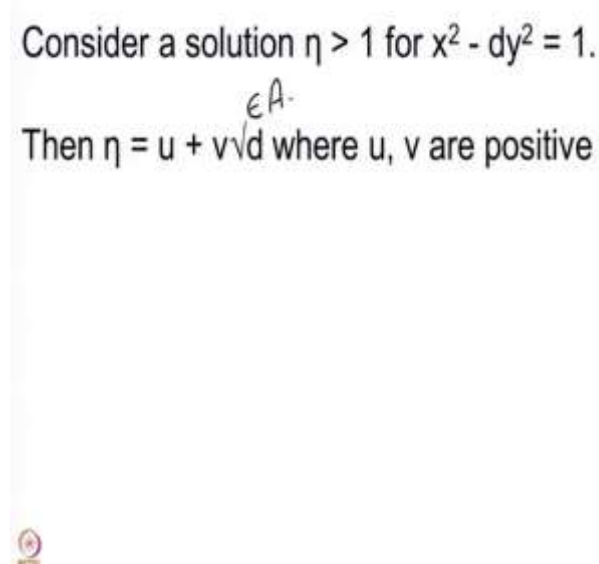 Consider a solution η > 1 for x² - dy² = 1.
∈ A.
Then η = u + v√d where u, v are positive